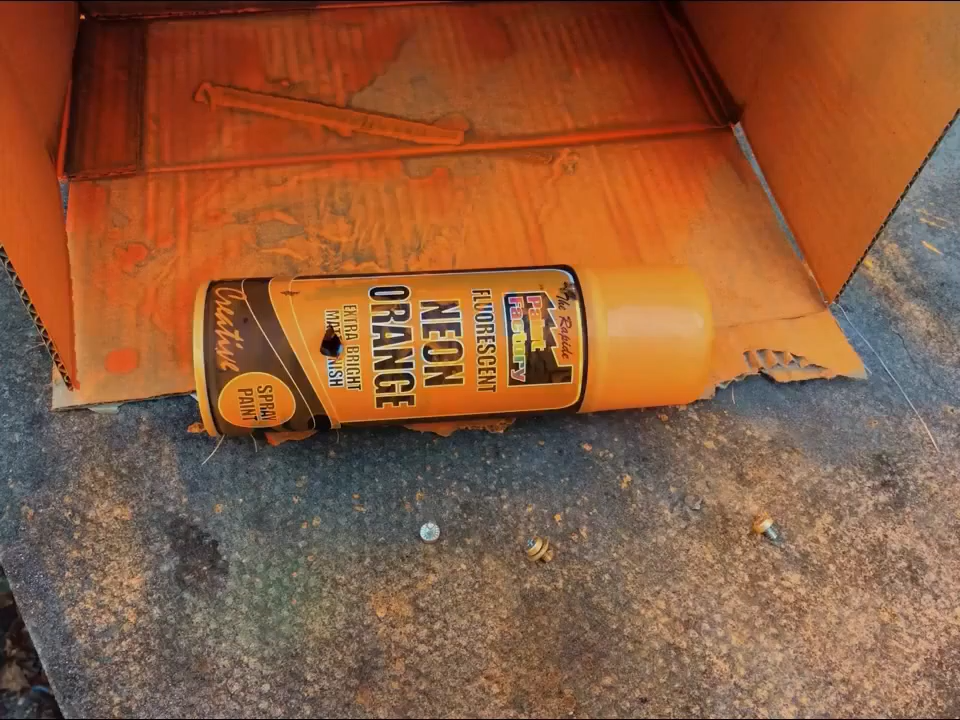 The Rapide
Paint
Factory
FLUORESCENT
NEON
ORANGE
EXTRA BRIGHT
Creative
SPRAY
PAINT